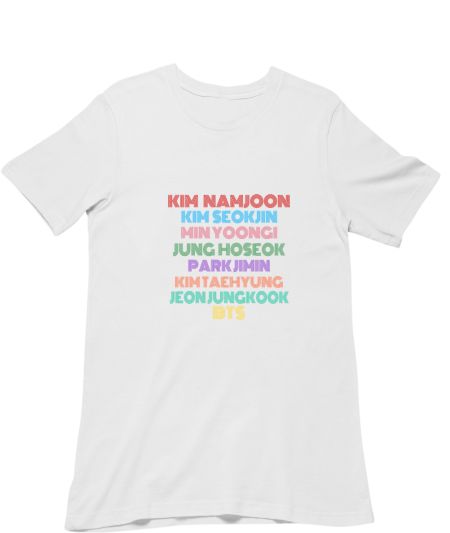 KIM NAMJOON
KIM SEOKJIN
MIN YOONGI
JUNG HOSEOK
PARK JIMIN
KIM TAEHYUNG
JEON JUNGKOOK
BTS